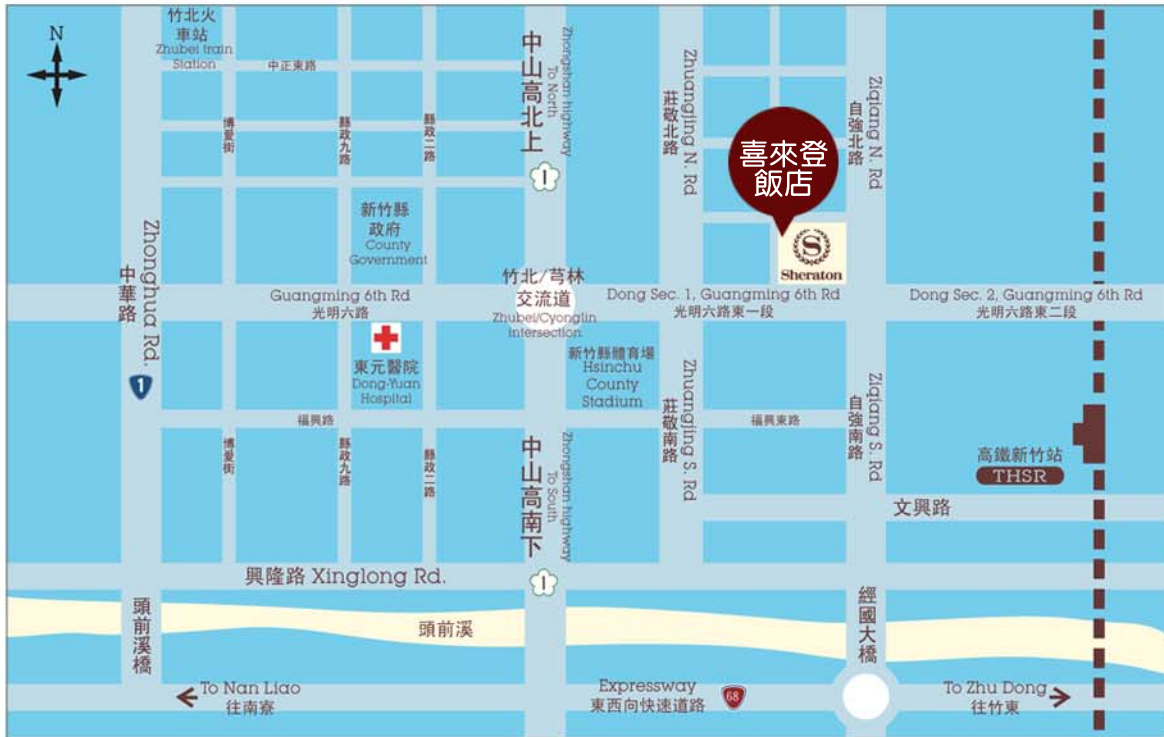 N
竹北火
車站
Zhubei train
Station
中正東路
博愛街
縣政九路
縣政二路
中山高北上
Zhongshan highway
To North
1
莊敬北路
Zhuangjing N. Rd
自強北路
Ziqiang N. Rd
喜來登
飯店
S
Sheraton
新竹縣
政府
County
Government
中華路
Zhonghua Rd.
1
Guangming 6th Rd
光明六路
竹北/芎林
交流道
Zhubei/Cyonglin
intersection
Dong Sec. 1, Guangming 6th Rd
光明六路東一段
Dong Sec. 2, Guangming 6th Rd
光明六路東二段
東元醫院
Dong-Yuan
Hospital
新竹縣體育場
Hsinchu
County
Stadium
福興路
福興東路
博愛街
縣政九路
縣政二路
中山高南下
Zhongshan highway
To South
莊敬南路
Zhuangjing S. Rd
自強南路
Ziqiang S. Rd
高鐵新竹站
THSR
文興路
興隆路 Xinglong Rd.
1
頭前溪橋
頭前溪
經國大橋
To Nan Liao
往南寮
Expressway
東西向快速道路
68
To Zhu Dong
往竹東